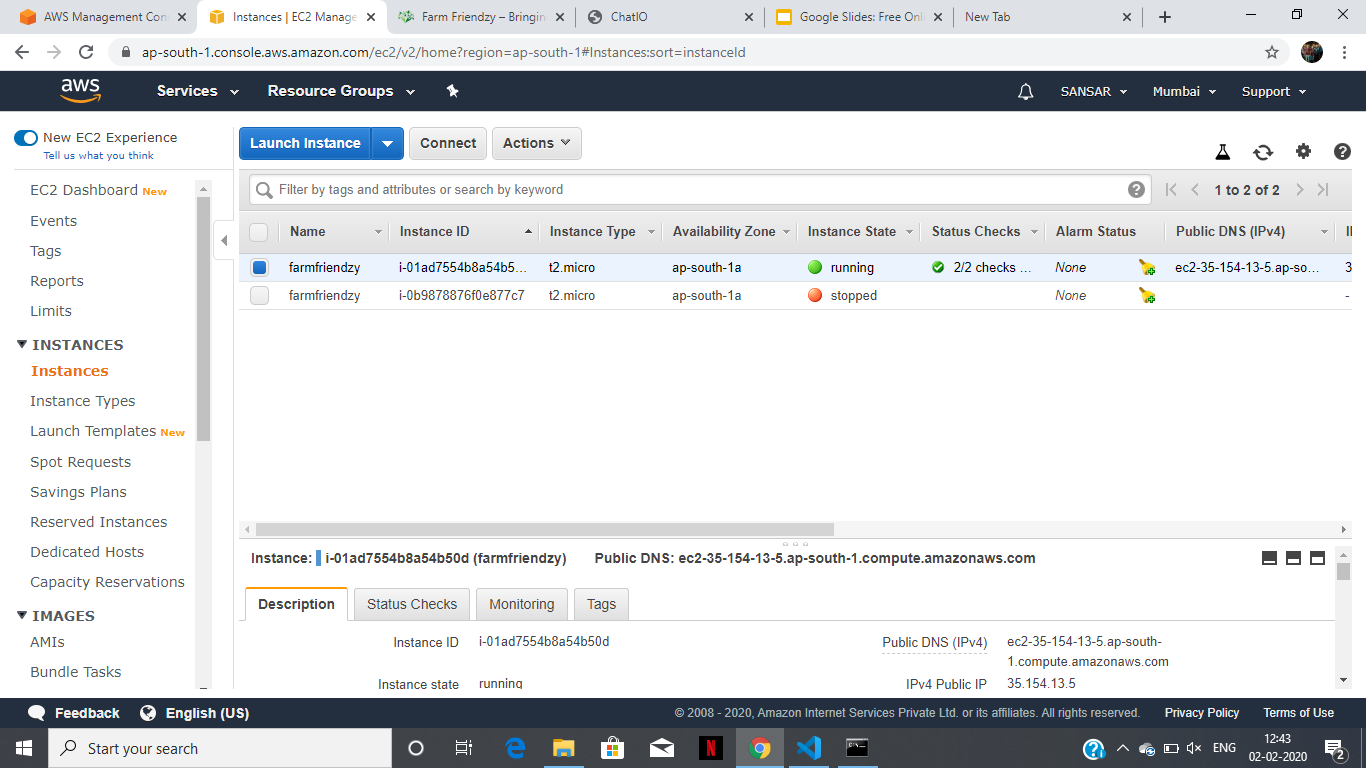 AWS Management Con
Instances | EC2 Manage
Farm Friendzy – Bringin
ChatIO
Google Slides: Free Onl
New Tab
ap-south-1.console.aws.amazon.com/ec2/v2/home?region=ap-south-1#Instances:sort=instanceId
aws
Services
Resource Groups
SANSAR
Mumbai
Support
New EC2 Experience
Tell us what you think
EC2 Dashboard New
Events
Tags
Reports
Limits
INSTANCES
Instances
Instance Types
Launch Templates New
Spot Requests
Savings Plans
Reserved Instances
Dedicated Hosts
Capacity Reservations
IMAGES
AMIs
Bundle Tasks
Launch Instance
Connect
Actions
Filter by tags and attributes or search by keyword
1 to 2 of 2
Name Instance ID Instance Type Availability Zone Instance State Status Checks Alarm Status Public DNS (IPv4)
farmfriendzy i-01ad7554b8a54b5... t2.micro ap-south-1a running 2/2 checks ... None ec2-35-154-13-5.ap-so... 3
farmfriendzy i-0b9878876f0e877c7 t2.micro ap-south-1a stopped None -
Instance: i-01ad7554b8a54b50d (farmfriendzy) Public DNS: ec2-35-154-13-5.ap-south-1.compute.amazonaws.com
Description Status Checks Monitoring Tags
Instance ID i-01ad7554b8a54b50d
Public DNS (IPv4) ec2-35-154-13-5.ap-south-
1.compute.amazonaws.com
Instance state running
IPv4 Public IP 35.154.13.5
Feedback
English (US)
© 2008 - 2020, Amazon Internet Services Private Ltd. or its affiliates. All rights reserved.
Privacy Policy
Terms of Use
Start your search
N
ENG
12:43
02-02-2020
2